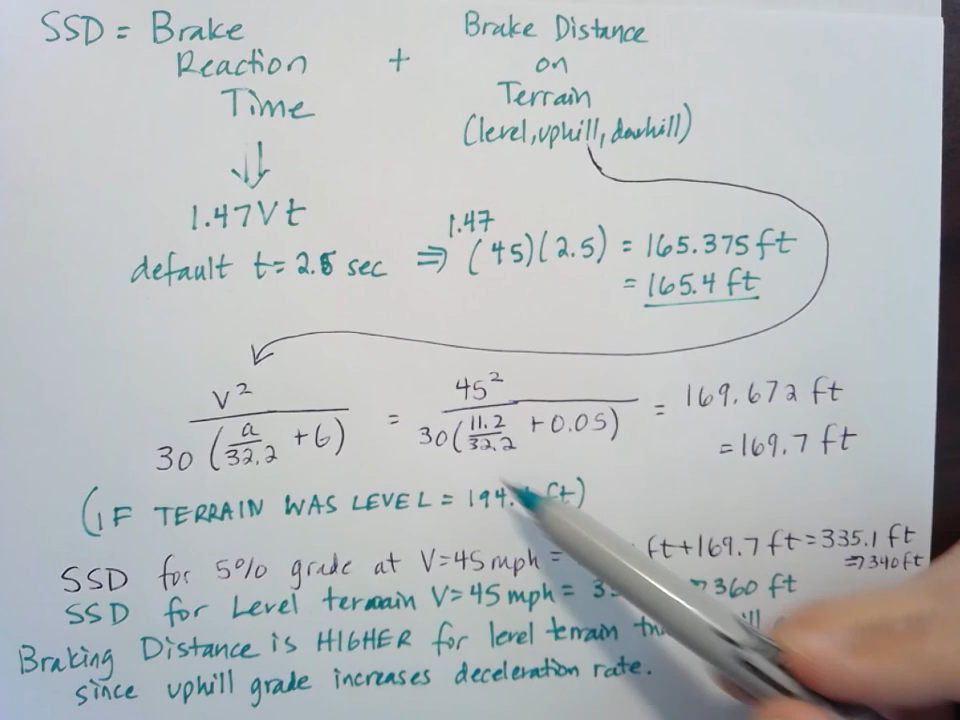 SSD = Brake Reaction Time + Brake Distance on Terrain (level, uphill, downhill)
1.47Vt
default t = 2.5 sec ⇒ 1.47 (45)(2.5) = 165.375 ft
= 165.4 ft
V² / 30 (a/32.2 + G) = 45² / 30 (11.2/32.2 + 0.05) = 169.672 ft
= 169.7 ft
(IF TERRAIN WAS LEVEL = 194. ft)
SSD for 5% grade at V=45 mph = ft + 169.7 ft = 335.1 ft
⇒ 340 ft
SSD for Level terrain V=45 mph = 360 ft
Braking Distance is HIGHER for level terrain
since uphill grade increases deceleration rate.